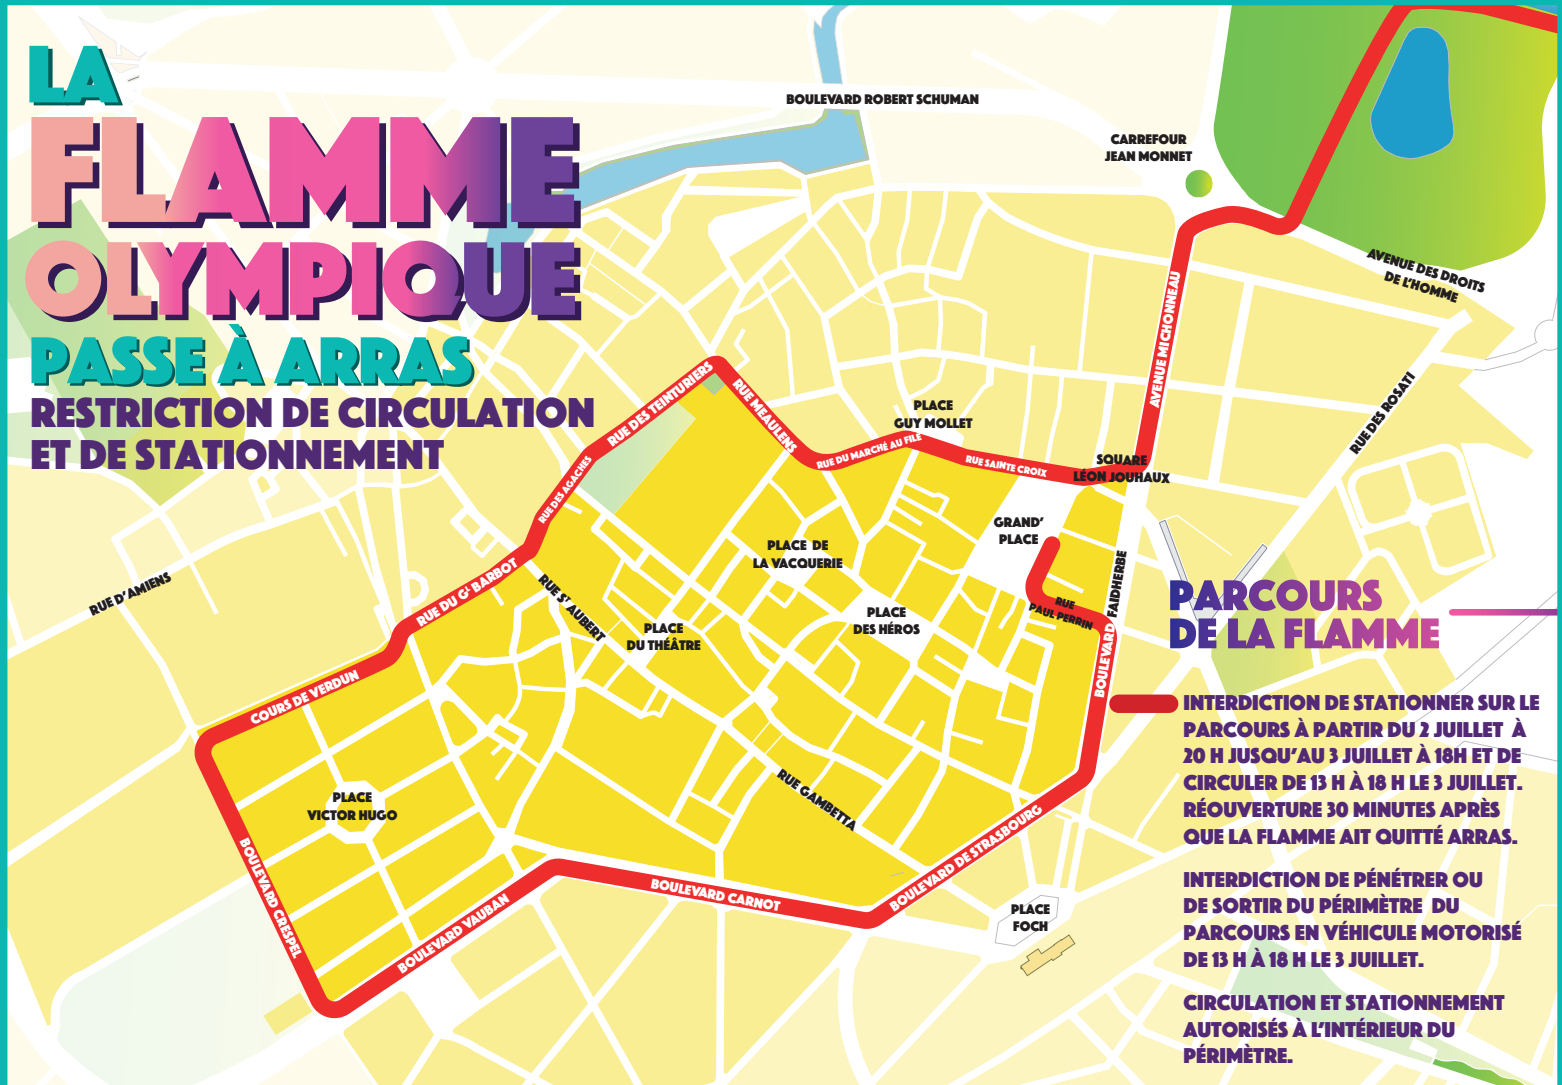 LA
FLAMME
OLYMPIQUE
PASSE À ARRAS
RESTRICTION DE CIRCULATION
ET DE STATIONNEMENT
BOULEVARD ROBERT SCHUMAN
CARREFOUR
JEAN MONNET
AVENUE DES DROITS
DE L'HOMME
AVENUE MICHONNEAU
RUE DES ROSATI
RUE DES TEINTURIERS
RUE MEAULENS
PLACE
GUY MOLLET
RUE DU MARCHÉ AU FILE
RUE SAINTE CROIX
SQUARE
LÉON JOUHAUX
RUE DES AGACHES
GRAND'
PLACE
PLACE DE
LA VACQUERIE
RUE D'AMIENS
RUE DU GL BARBOT
RUE ST AUBERT
PLACE
DU THÉÂTRE
PLACE
DES HÉROS
RUE
PAUL PERRIN
BOULEVARD FAIDHERBE
COURS DE VERDUN
PLACE
VICTOR HUGO
RUE GAMBETTA
BOULEVARD CRESPEL
BOULEVARD VAUBAN
BOULEVARD CARNOT
BOULEVARD DE STRASBOURG
PLACE
FOCH
PARCOURS
DE LA FLAMME
INTERDICTION DE STATIONNER SUR LE
PARCOURS À PARTIR DU 2 JUILLET À
20 H JUSQU'AU 3 JUILLET À 18H ET DE
CIRCULER DE 13 H À 18 H LE 3 JUILLET.
RÉOUVERTURE 30 MINUTES APRÈS
QUE LA FLAMME AIT QUITTÉ ARRAS.
INTERDICTION DE PÉNÉTRER OU
DE SORTIR DU PÉRIMÈTRE DU
PARCOURS EN VÉHICULE MOTORISÉ
DE 13 H À 18 H LE 3 JUILLET.
CIRCULATION ET STATIONNEMENT
AUTORISÉS À L'INTÉRIEUR DU
PÉRIMÈTRE.